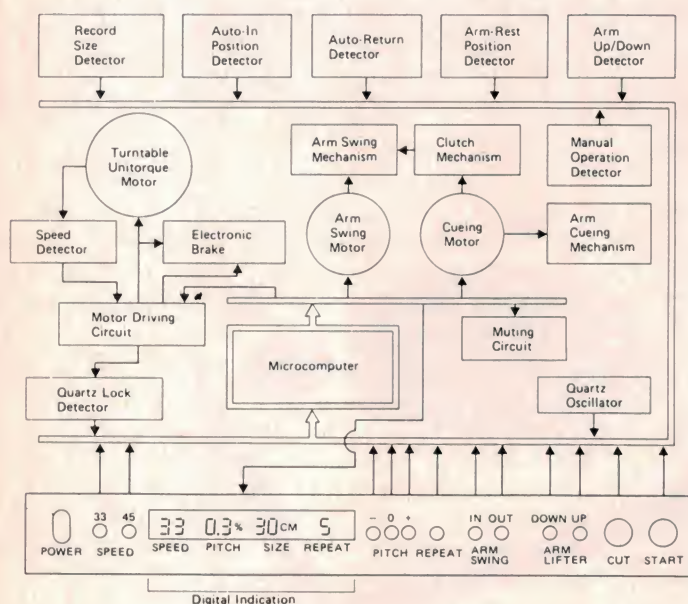 Record
Size
Detector
Auto-In
Position
Detector
Auto-Return
Detector
Arm-Rest
Position
Detector
Arm
Up/Down
Detector
Turntable
Unitorque
Motor
Arm Swing
Mechanism
Clutch
Mechanism
Manual
Operation
Detector
Speed
Detector
Electronic
Brake
Arm
Swing
Motor
Cueing
Motor
Arm
Cueing
Mechanism
Motor Driving
Circuit
Muting
Circuit
Microcomputer
Quartz Lock
Detector
Quartz
Oscillator
33 45
POWER SPEED
33 0.3% 30CM 5
SPEED PITCH SIZE REPEAT
− 0 +
PITCH REPEAT
IN OUT
ARM
SWING
DOWN UP
ARM
LIFTER
CUT START
Digital Indication